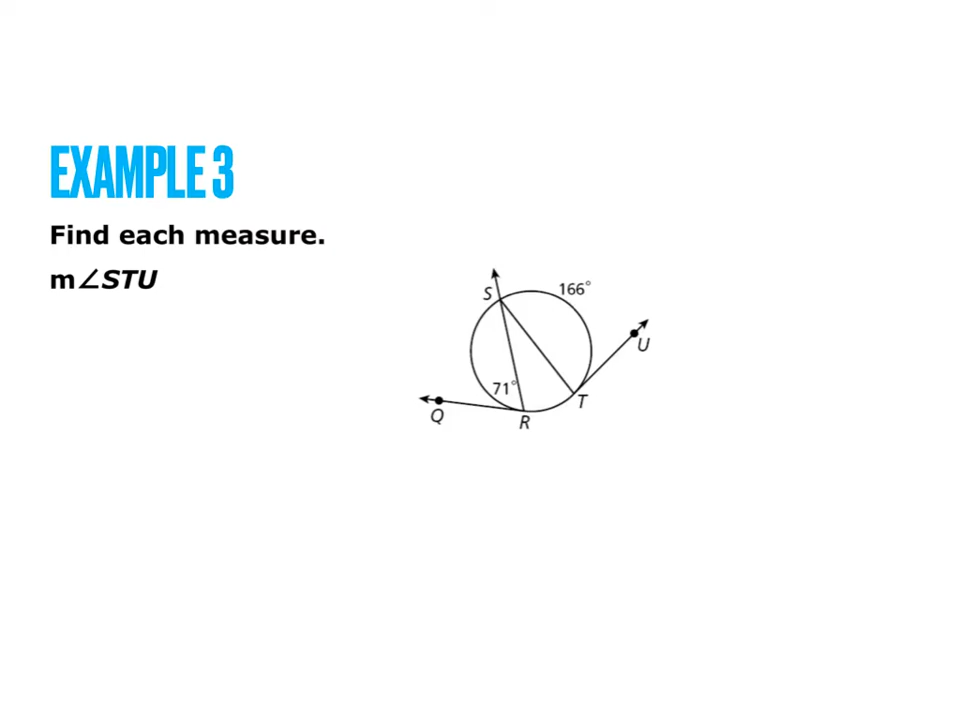 EXAMPLE 3
Find each measure.
m∠STU
S
166°
U
71°
T
Q
R